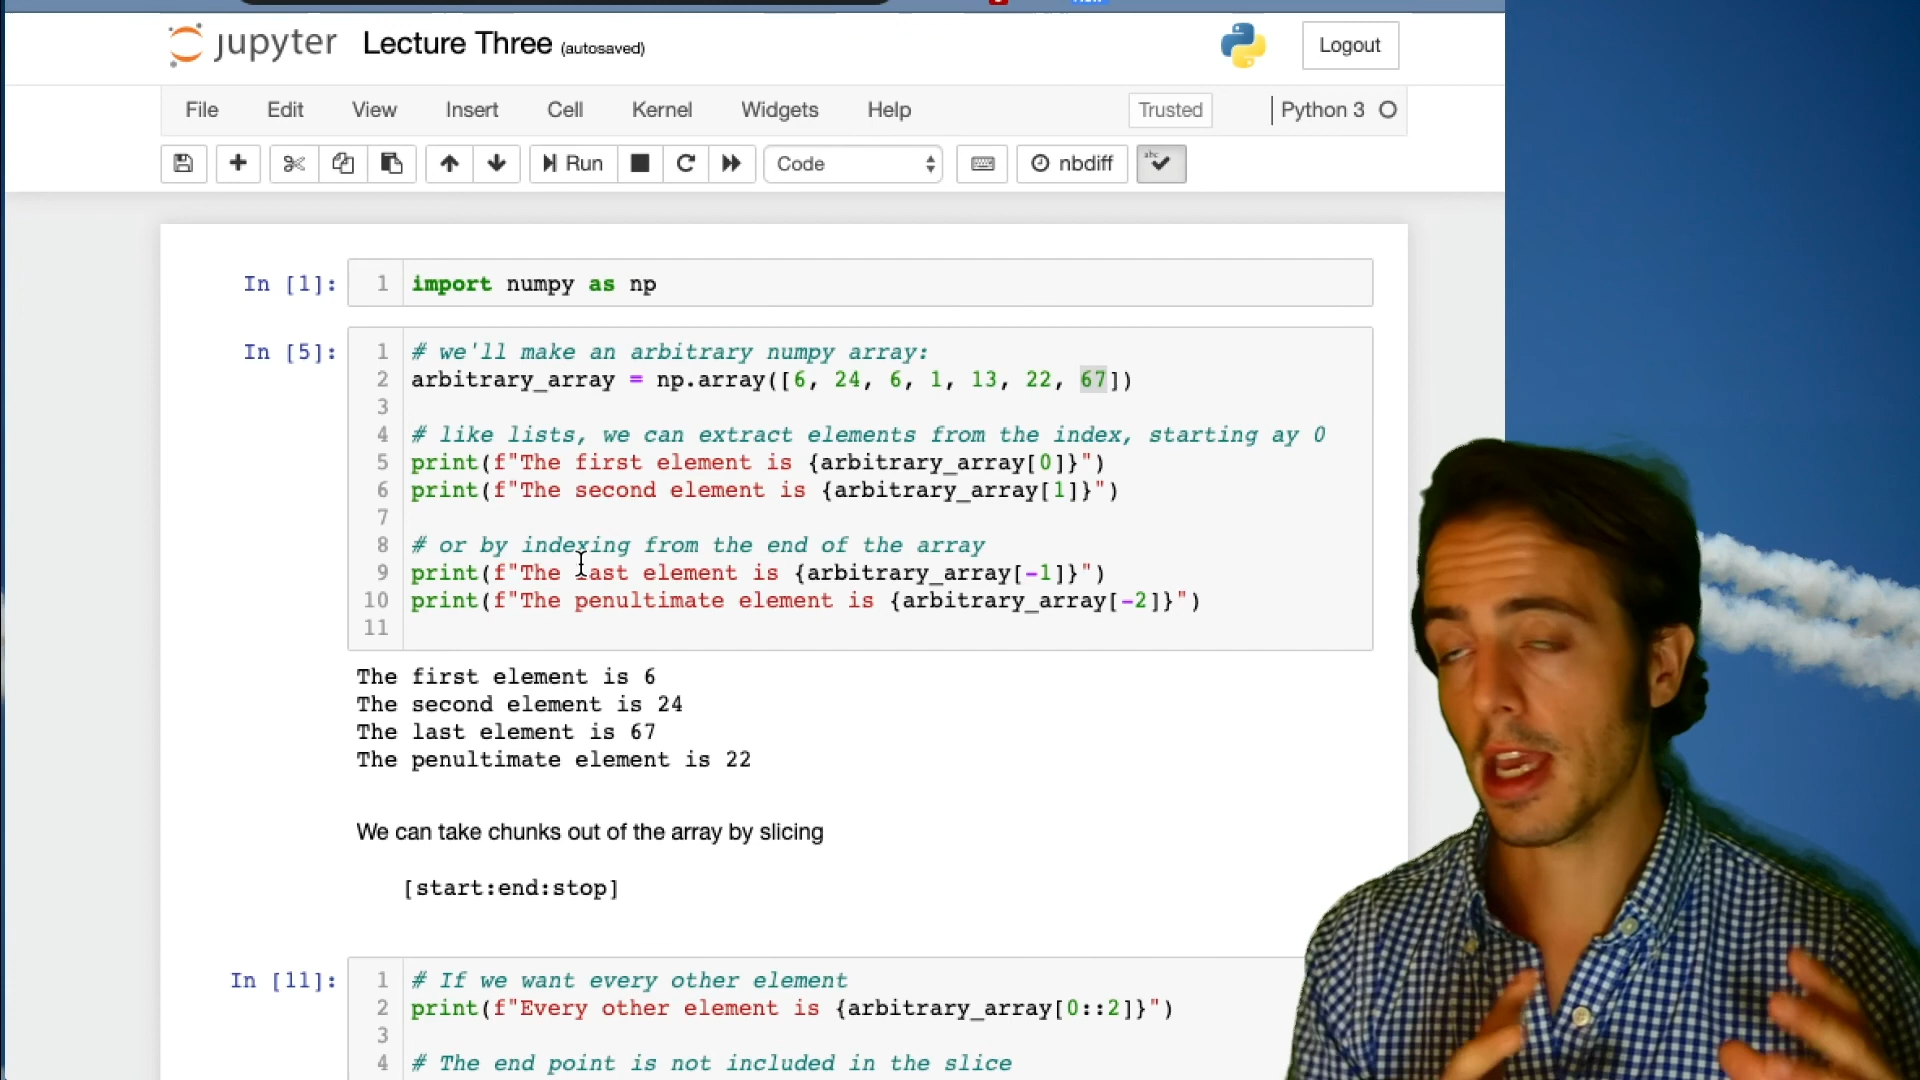 jupyter Lecture Three (autosaved) Logout
File Edit View Insert Cell Kernel Widgets Help Trusted Python 3
Run Code nbdiff abc
In [1]: 1 import numpy as np
In [5]: 1 # we'll make an arbitrary numpy array:
2 arbitrary_array = np.array([6, 24, 6, 1, 13, 22, 67])
3
4 # like lists, we can extract elements from the index, starting ay 0
5 print(f"The first element is {arbitrary_array[0]}")
6 print(f"The second element is {arbitrary_array[1]}")
7
8 # or by indexing from the end of the array
9 print(f"The last element is {arbitrary_array[-1]}")
10 print(f"The penultimate element is {arbitrary_array[-2]}")
11
The first element is 6
The second element is 24
The last element is 67
The penultimate element is 22
We can take chunks out of the array by slicing
[start:end:stop]
In [11]: 1 # If we want every other element
2 print(f"Every other element is {arbitrary_array[0::2]}")
3
4 # The end point is not included in the slice